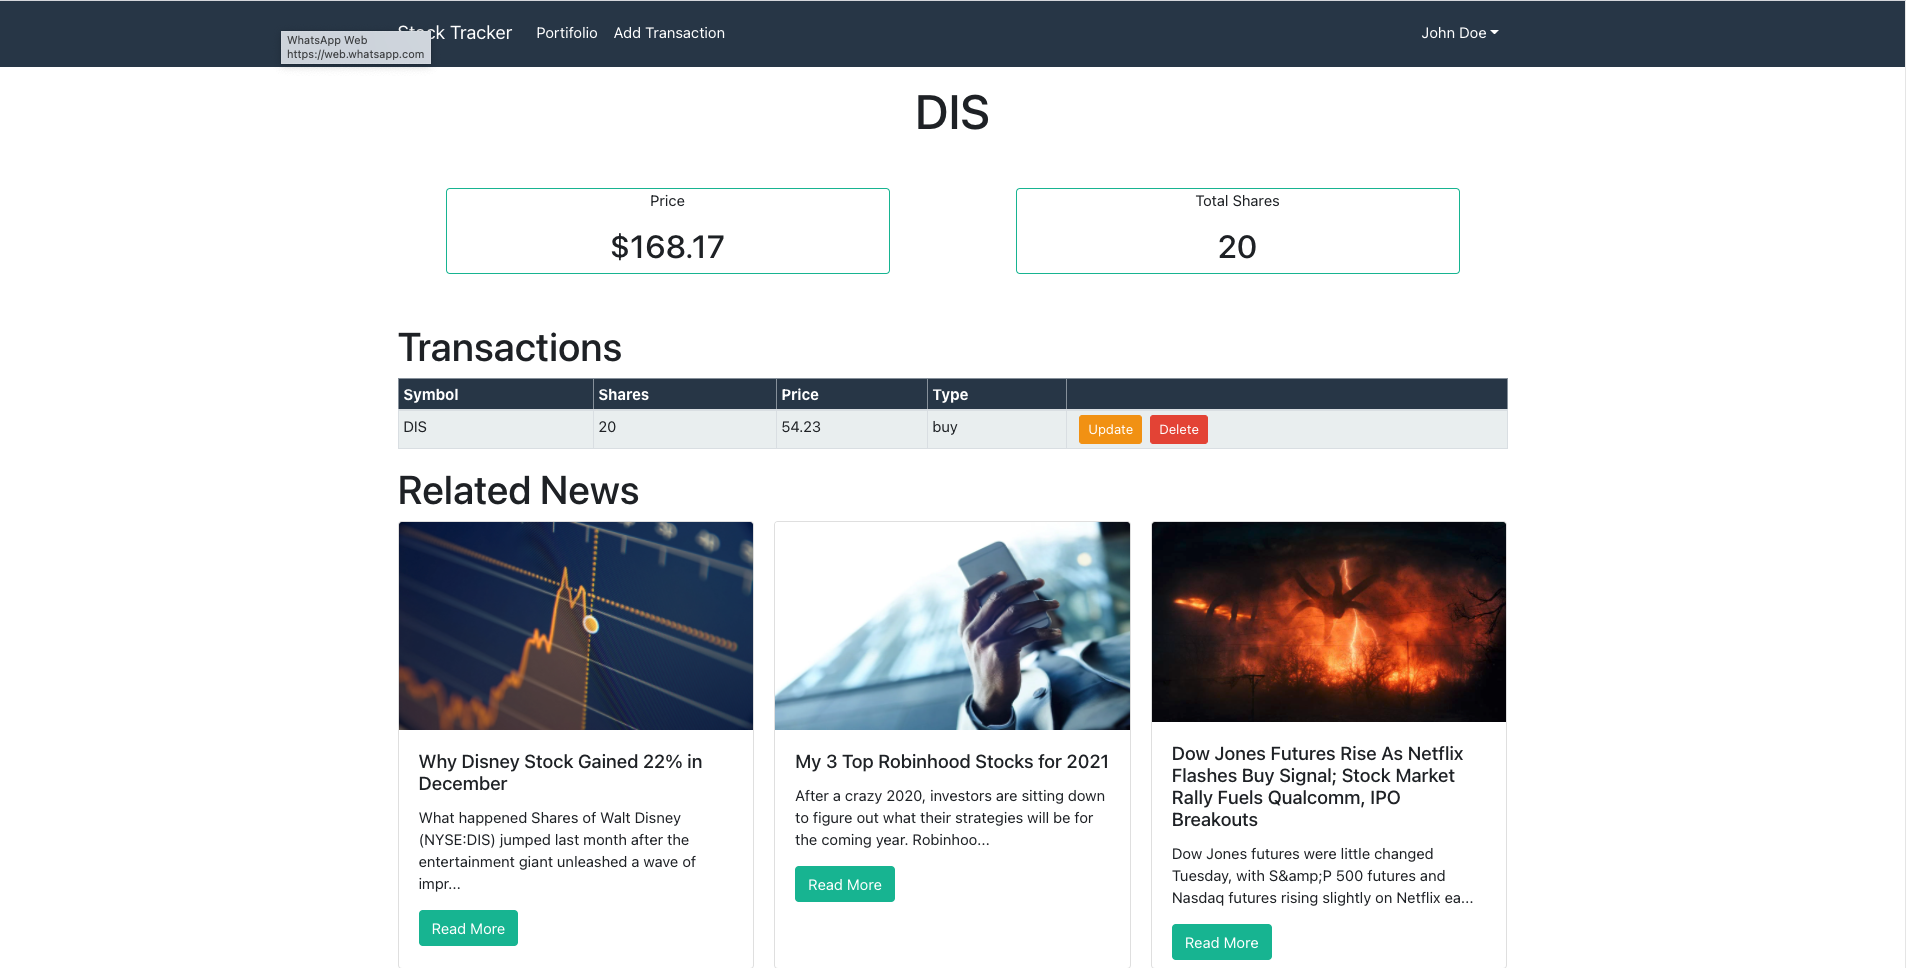 Stock Tracker Portfolio Add Transaction John Doe
WhatsApp Web
https://web.whatsapp.com
DIS
Price
$168.17
Total Shares
20
Transactions
Symbol Shares Price Type
DIS 20 54.23 buy Update Delete
Related News
Why Disney Stock Gained 22% in
December
What happened Shares of Walt Disney
(NYSE:DIS) jumped last month after the
entertainment giant unleashed a wave of
impr...
Read More
My 3 Top Robinhood Stocks for 2021
After a crazy 2020, investors are sitting down
to figure out what their strategies will be for
the coming year. Robinhoo...
Read More
Dow Jones Futures Rise As Netflix
Flashes Buy Signal; Stock Market
Rally Fuels Qualcomm, IPO
Breakouts
Dow Jones futures were little changed
Tuesday, with S&amp;P 500 futures and
Nasdaq futures rising slightly on Netflix ea...
Read More